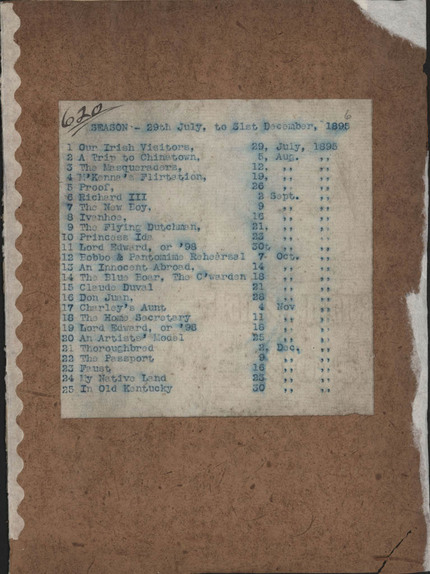 620
6
SEASON - 29th July, to 31st December, 1895
1 Our Irish Visitors, 29, July, 1895
2 A Trip to Chinatown, 5, Aug. ,,
3 The Masqueraders, 12, ,, ,,
4 M'Kenna's Flirtation, 19, ,, ,,
5 Proof, 26 ,, ,,
6 Richard III 2 Sept. ,,
7 The New Boy, 9 ,, ,,
8 Ivanhoe, 16 ,, ,,
9 The Flying Dutchman, 21, ,, ,,
10 Princess Ida 23 ,, ,,
11 Lord Edward, or '98 30, ,, ,,
12 Bobbo & Pantomime Rehearsal 7 Oct. ,,
13 An Innocent Abroad, 14 ,, ,,
14 The Blue Boar, The C'warden 18 ,, ,,
15 Claude Duval 21 ,, ,,
16 Don Juan, 28 ,, ,,
17 Charley's Aunt 4 Nov ,,
18 The Home Secretary 11 ,, ,,
19 Lord Edward, or '98 18 ,, ,,
20 An Artists' Model 25 ,, ,,
21 Thoroughbred 2, Dec. ,,
22 The Passport 9, ,, ,,
23 Faust 16 ,, ,,
24 My Native Land 23 ,, ,,
25 In Old Kentucky 30 ,, ,,